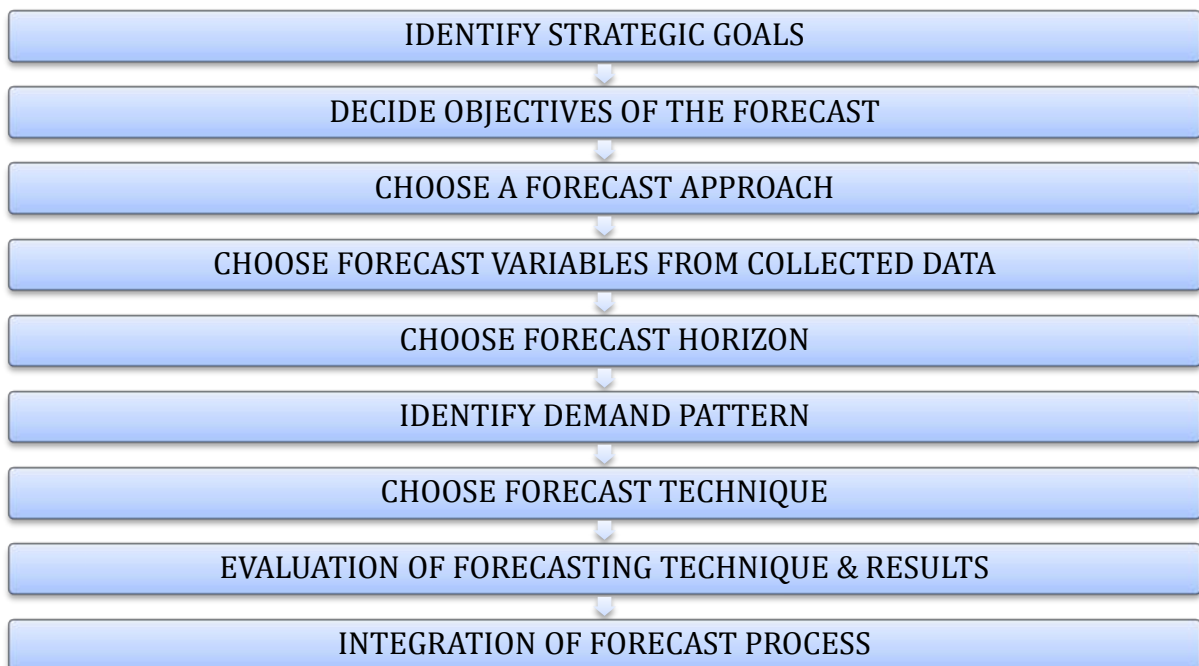 IDENTIFY STRATEGIC GOALS
DECIDE OBJECTIVES OF THE FORECAST
CHOOSE A FORECAST APPROACH
CHOOSE FORECAST VARIABLES FROM COLLECTED DATA
CHOOSE FORECAST HORIZON
IDENTIFY DEMAND PATTERN
CHOOSE FORECAST TECHNIQUE
EVALUATION OF FORECASTING TECHNIQUE & RESULTS
INTEGRATION OF FORECAST PROCESS